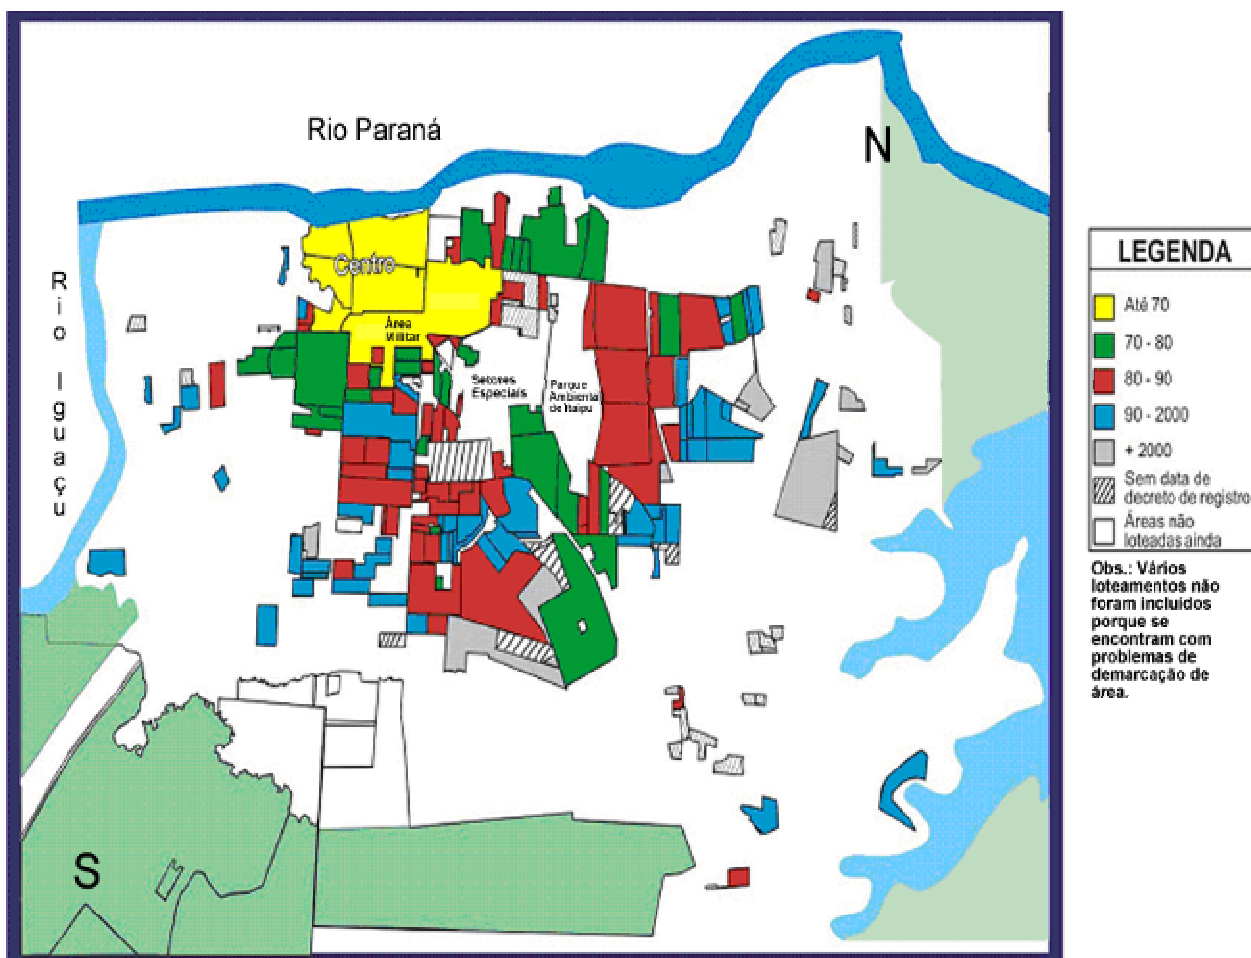 Rio Paraná
N
Rio Iguaçu
Centro
Área
Militar
Setores
Especiais
Parque
Ambiental
de Itaipu
S
LEGENDA
Até 70
70 - 80
80 - 90
90 - 2000
+ 2000
Sem data de
decreto de registro
Áreas não
loteadas ainda
Obs.: Vários
loteamentos não
foram incluídos
porque se
encontram com
problemas de
demarcação de
área.